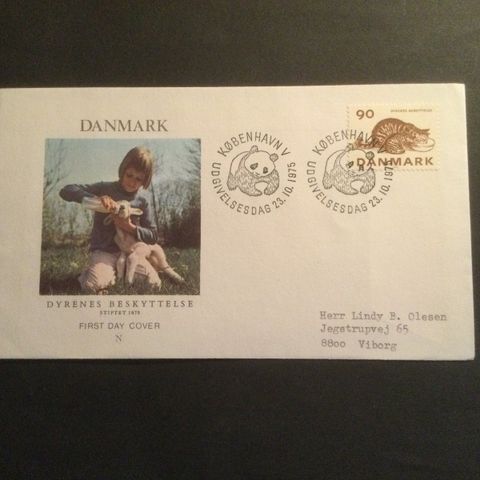 DANMARK
DYRENES BESKYTTELSE
STIFTET 1875
FIRST DAY COVER
N
KØBENHAVN V
UDGIVELSESDAG 23.10.1975
KØBENHAVN
UDGIVELSESDAG 23.10.1975
90
DYRENES BESKYTTELSE
DANMARK
Herr Lindy B. Olesen
Jegstrupvej 65
8800 Viborg